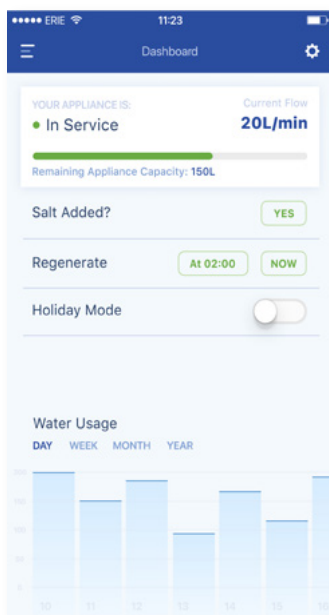 ERIE 11:23
Dashboard
YOUR APPLIANCE IS: Current Flow
In Service 20L/min
Remaining Appliance Capacity: 150L
Salt Added? YES
Regenerate At 02:00 NOW
Holiday Mode
Water Usage
DAY WEEK MONTH YEAR
10 11 12 13 14 15 16